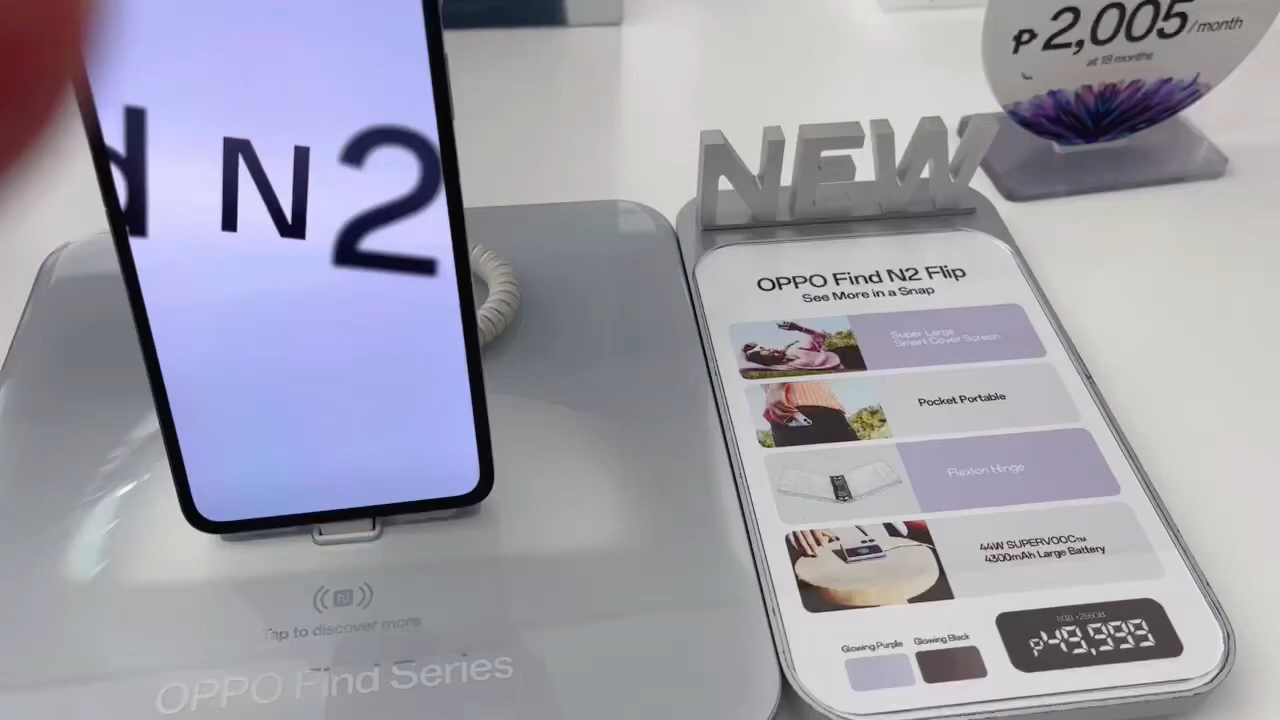 d N2
₱2,005/month
at 18 months
NEW
OPPO Find N2 Flip
See More in a Snap
Super Large
Smart Cover Screen
Pocket Portable
Flexion Hinge
44W SUPERVOOC™
4300mAh Large Battery
Glowing Purple
Glowing Black
8GB +256GB
₱49,999
Tap to discover more
OPPO Find Series